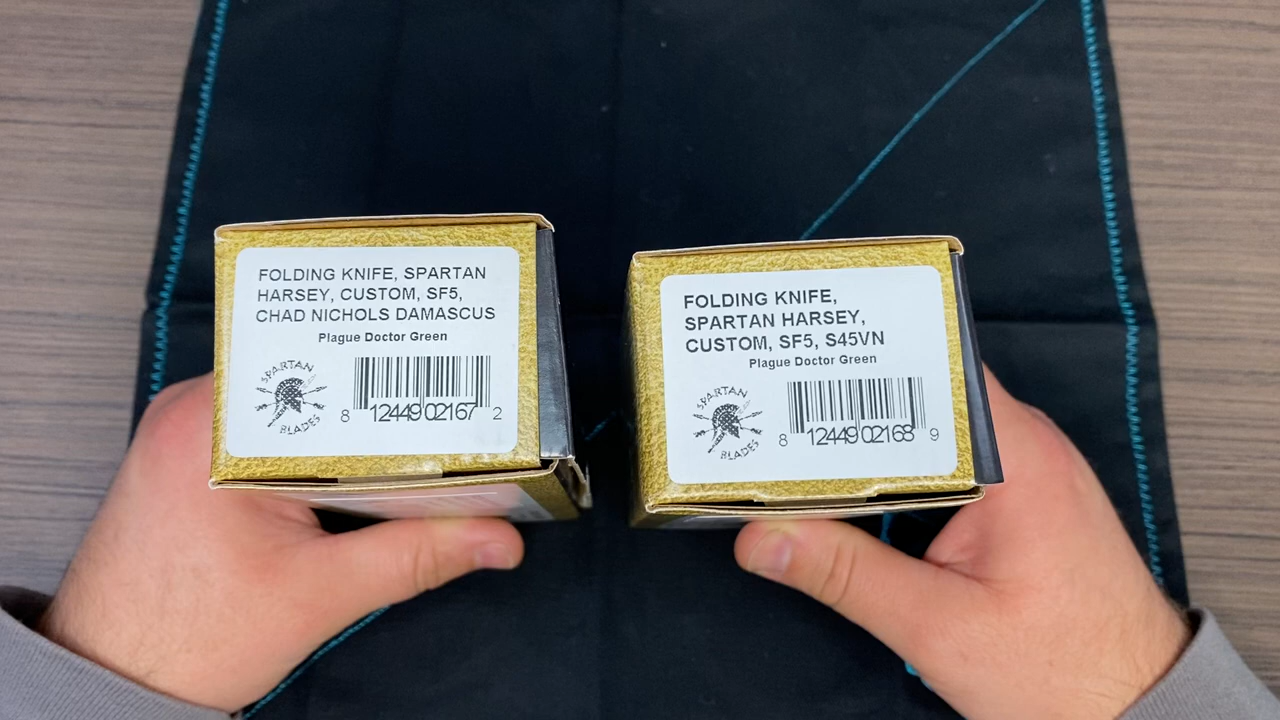 FOLDING KNIFE, SPARTAN
HARSEY, CUSTOM, SF5,
CHAD NICHOLS DAMASCUS
Plague Doctor Green
SPARTAN
BLADES
8 12449 02167 2
FOLDING KNIFE,
SPARTAN HARSEY,
CUSTOM, SF5, S45VN
Plague Doctor Green
SPARTAN
BLADES
8 12449 02168 9